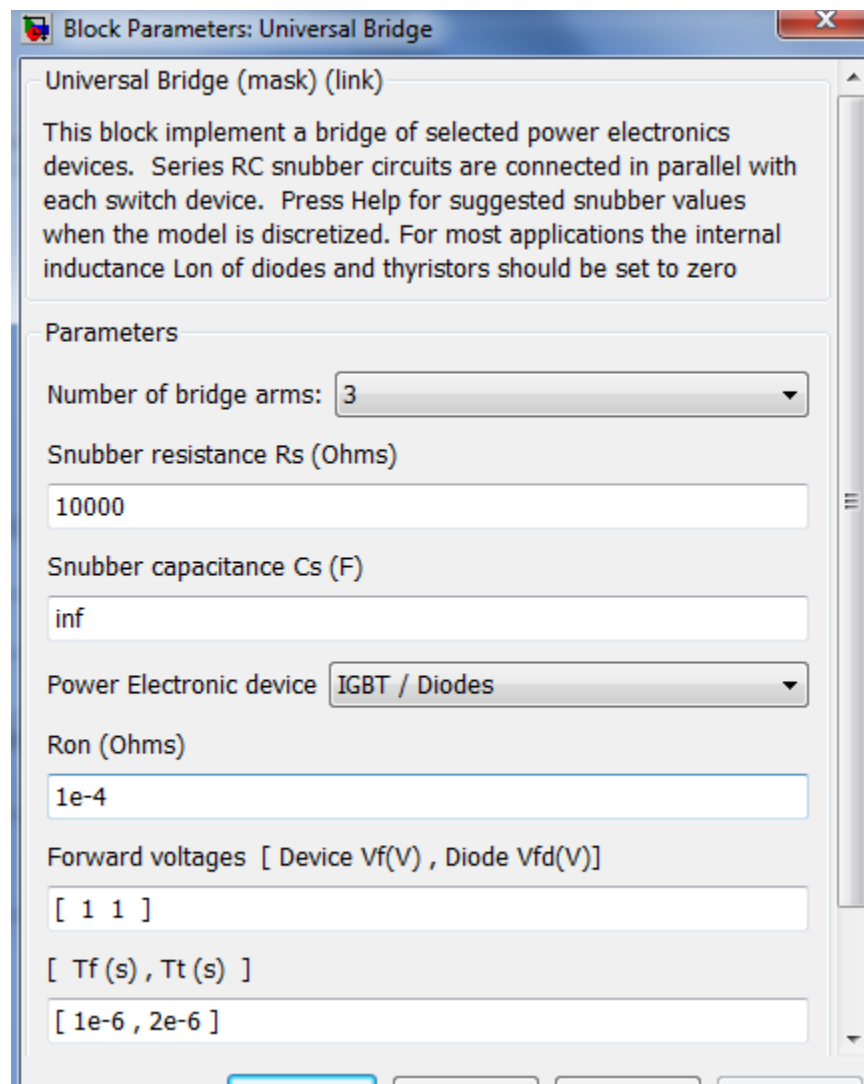 Block Parameters: Universal Bridge
X
Universal Bridge (mask) (link)
This block implement a bridge of selected power electronics
devices.  Series RC snubber circuits are connected in parallel with
each switch device.  Press Help for suggested snubber values
when the model is discretized. For most applications the internal
inductance Lon of diodes and thyristors should be set to zero
Parameters
Number of bridge arms: 3
Snubber resistance Rs (Ohms)
10000
Snubber capacitance Cs (F)
inf
Power Electronic device IGBT / Diodes
Ron (Ohms)
1e-4
Forward voltages  [ Device Vf(V) , Diode Vfd(V)]
[  1  1  ]
[  Tf (s) , Tt (s)  ]
[ 1e-6 , 2e-6 ]